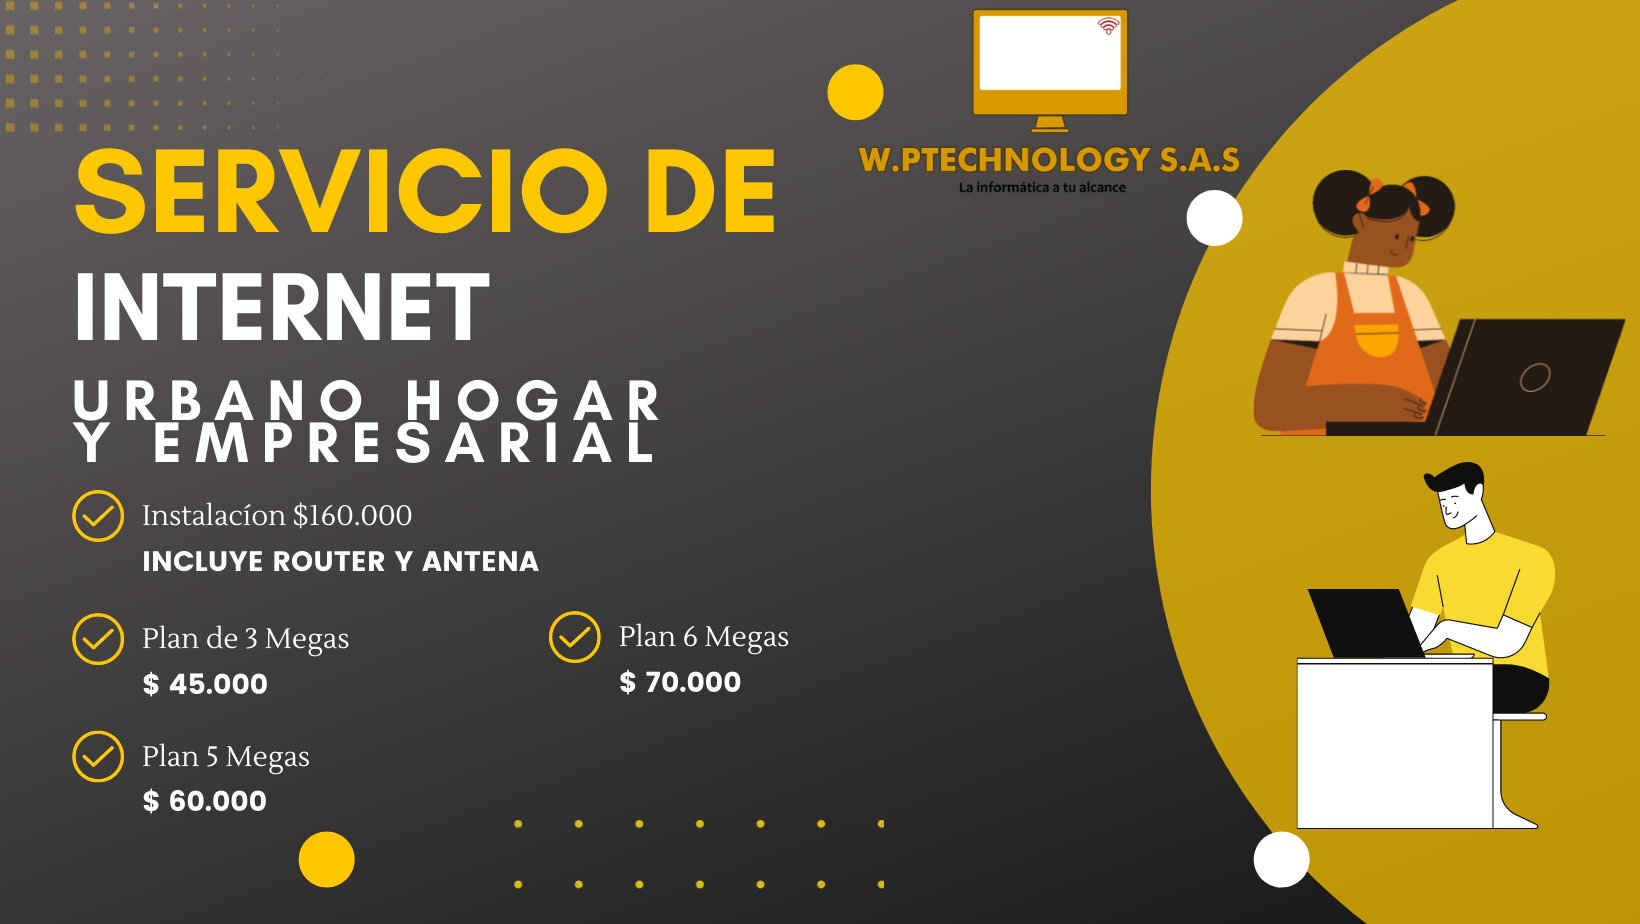 W.PTECHNOLOGY S.A.S
La informática a tu alcance
SERVICIO DE
INTERNET
URBANO HOGAR
Y EMPRESARIAL
Instalacíon $160.000
INCLUYE ROUTER Y ANTENA
Plan de 3 Megas
$ 45.000
Plan 6 Megas
$ 70.000
Plan 5 Megas
$ 60.000